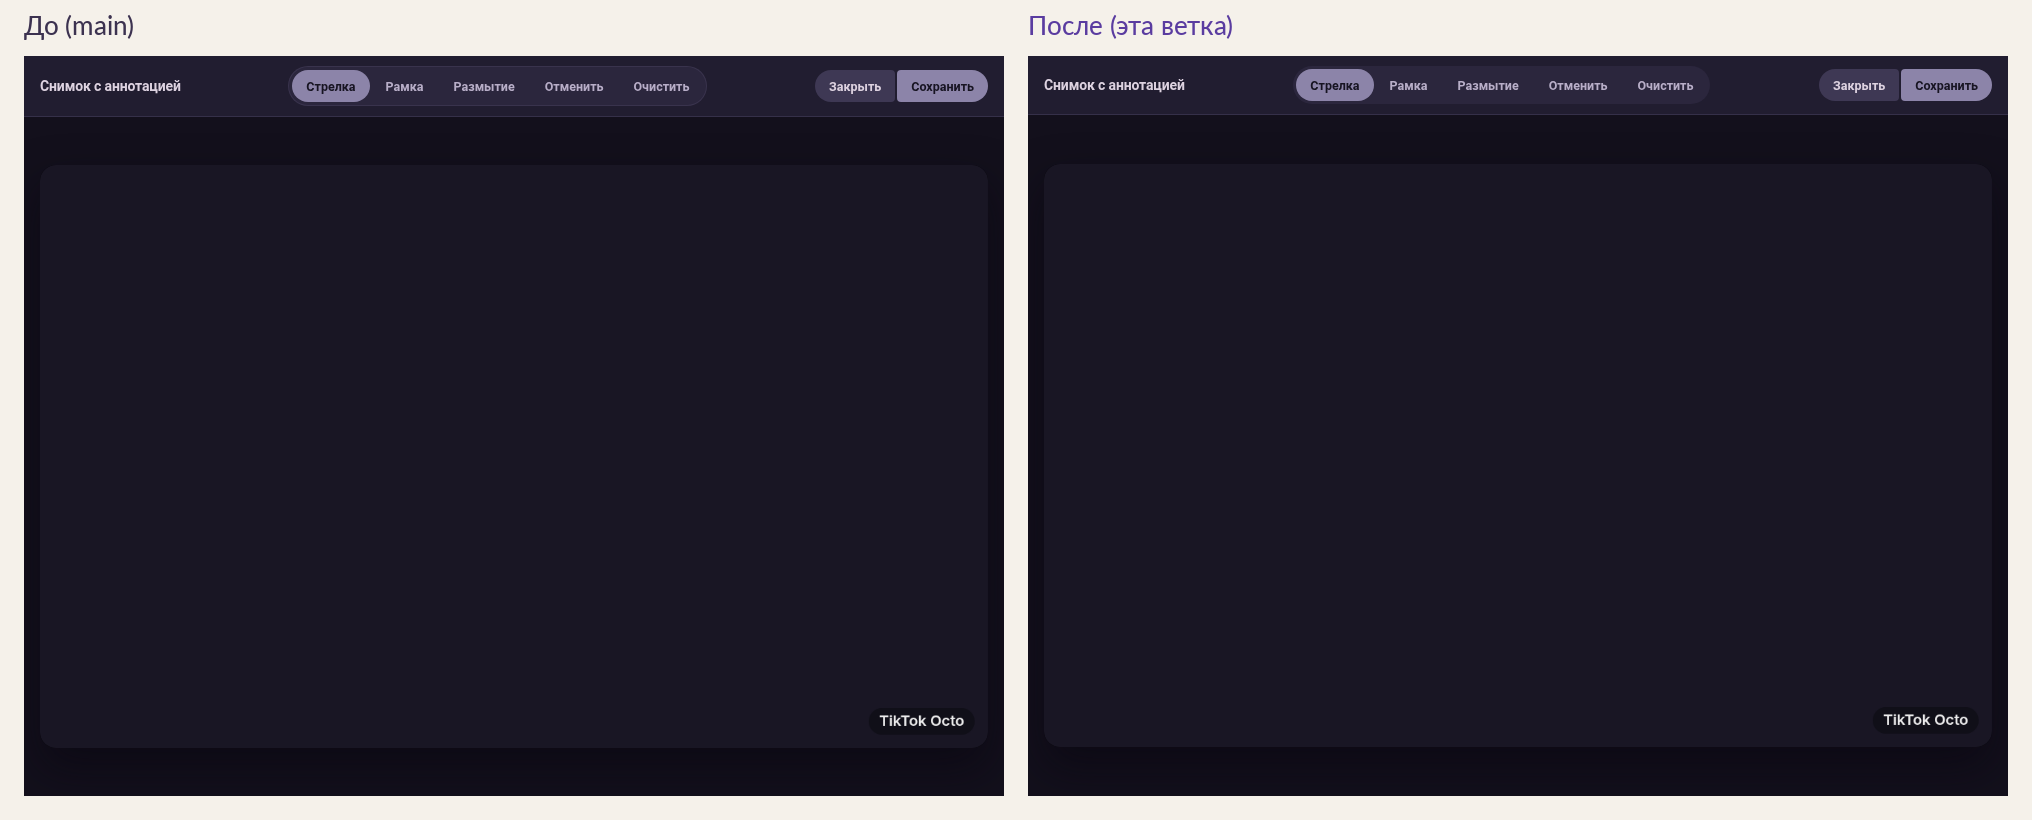 До (main)
После (эта ветка)
Снимок с аннотацией Стрелка Рамка Размытие Отменить Очистить Закрыть Сохранить
TikTok Octo
Снимок с аннотацией Стрелка Рамка Размытие Отменить Очистить Закрыть Сохранить
TikTok Octo